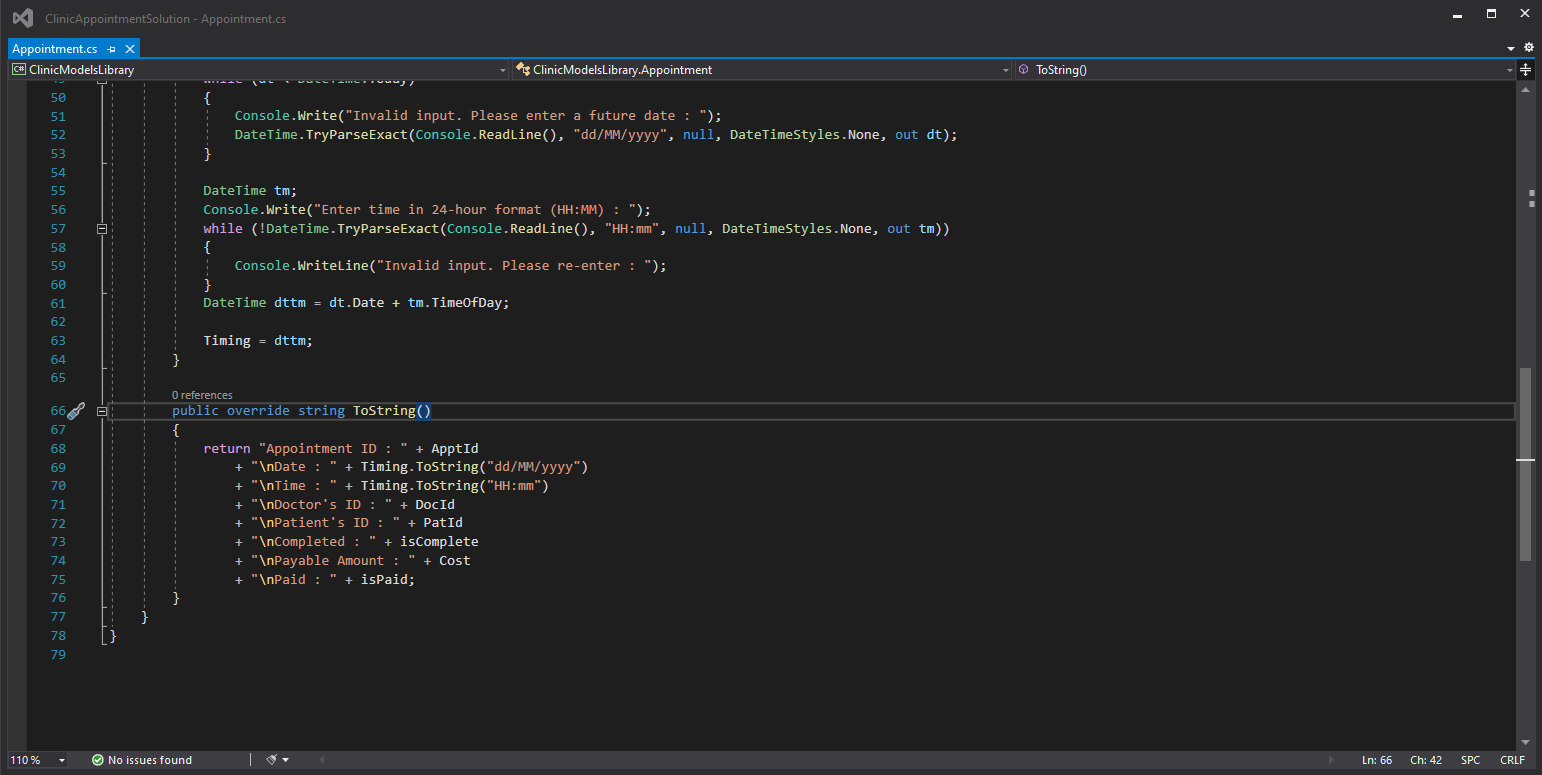 ClinicAppointmentSolution - Appointment.cs
Appointment.cs
C# ClinicModelsLibrary
ClinicModelsLibrary.Appointment
ToString()
50 {
51 Console.Write("Invalid input. Please enter a future date : ");
52 DateTime.TryParseExact(Console.ReadLine(), "dd/MM/yyyy", null, DateTimeStyles.None, out dt);
53 }
54
55 DateTime tm;
56 Console.Write("Enter time in 24-hour format (HH:MM) : ");
57 while (!DateTime.TryParseExact(Console.ReadLine(), "HH:mm", null, DateTimeStyles.None, out tm))
58 {
59 Console.WriteLine("Invalid input. Please re-enter : ");
60 }
61 DateTime dttm = dt.Date + tm.TimeOfDay;
62
63 Timing = dttm;
64 }
65
0 references
66 public override string ToString()
67 {
68 return "Appointment ID : " + ApptId
69 + "\nDate : " + Timing.ToString("dd/MM/yyyy")
70 + "\nTime : " + Timing.ToString("HH:mm")
71 + "\nDoctor's ID : " + DocId
72 + "\nPatient's ID : " + PatId
73 + "\nCompleted : " + isComplete
74 + "\nPayable Amount : " + Cost
75 + "\nPaid : " + isPaid;
76 }
77 }
78 }
79
110 % No issues found Ln: 66 Ch: 42 SPC CRLF